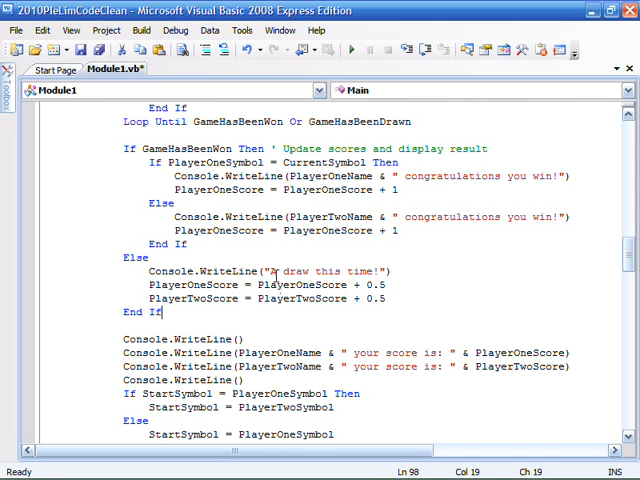 2010PleLimCodeClean - Microsoft Visual Basic 2008 Express Edition
File Edit View Project Build Debug Data Tools Window Help
Start Page Module1.vb*
Module1 Main
Toolbox
End If
Loop Until GameHasBeenWon Or GameHasBeenDrawn
If GameHasBeenWon Then ' Update scores and display result
If PlayerOneSymbol = CurrentSymbol Then
Console.WriteLine(PlayerOneName & " congratulations you win!")
PlayerOneScore = PlayerOneScore + 1
Else
Console.WriteLine(PlayerTwoName & " congratulations you win!")
PlayerOneScore = PlayerOneScore + 1
End If
Else
Console.WriteLine("A draw this time!")
PlayerOneScore = PlayerOneScore + 0.5
PlayerTwoScore = PlayerTwoScore + 0.5
End If
Console.WriteLine()
Console.WriteLine(PlayerOneName & " your score is: " & PlayerOneScore)
Console.WriteLine(PlayerTwoName & " your score is: " & PlayerTwoScore)
Console.WriteLine()
If StartSymbol = PlayerOneSymbol Then
StartSymbol = PlayerTwoSymbol
Else
StartSymbol = PlayerOneSymbol
Ready Ln 98 Col 19 Ch 19 INS